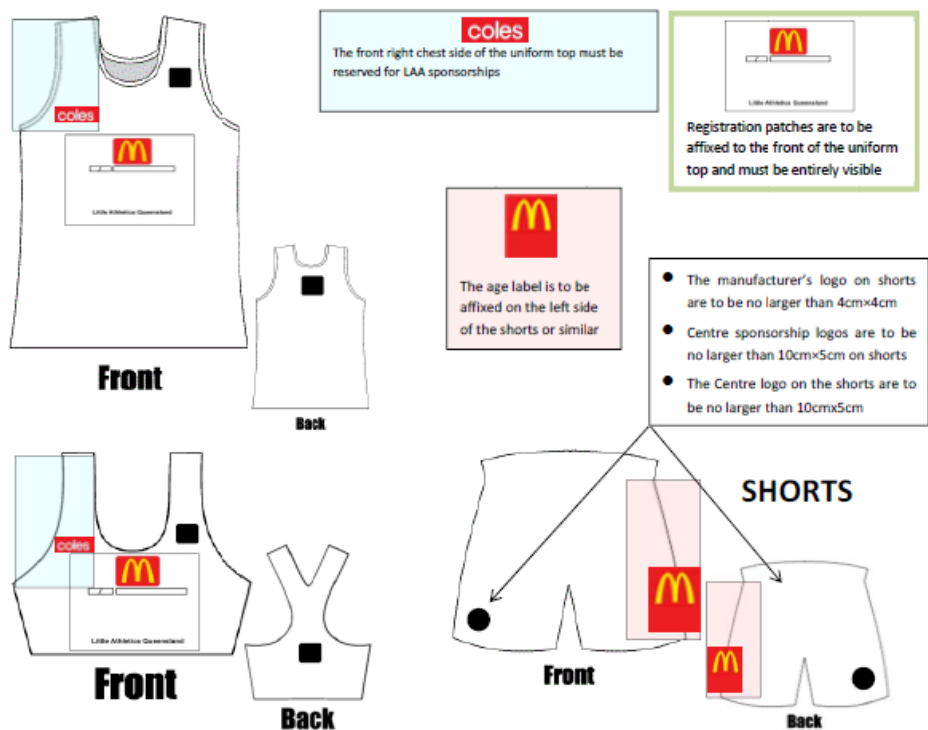 coles
The front right chest side of the uniform top must be
reserved for LAA sponsorships
Little Athletics Queensland
Registration patches are to be
affixed to the front of the uniform
top and must be entirely visible
coles
Little Athletics Queensland
The age label is to be
affixed on the left side
of the shorts or similar
● The manufacturer's logo on shorts
are to be no larger than 4cm×4cm
● Centre sponsorship logos are to be
no larger than 10cm×5cm on shorts
● The Centre logo on the shorts are to
be no larger than 10cmx5cm
Front
Back
SHORTS
coles
Little Athletics Queensland
Front
Back
Front
Back